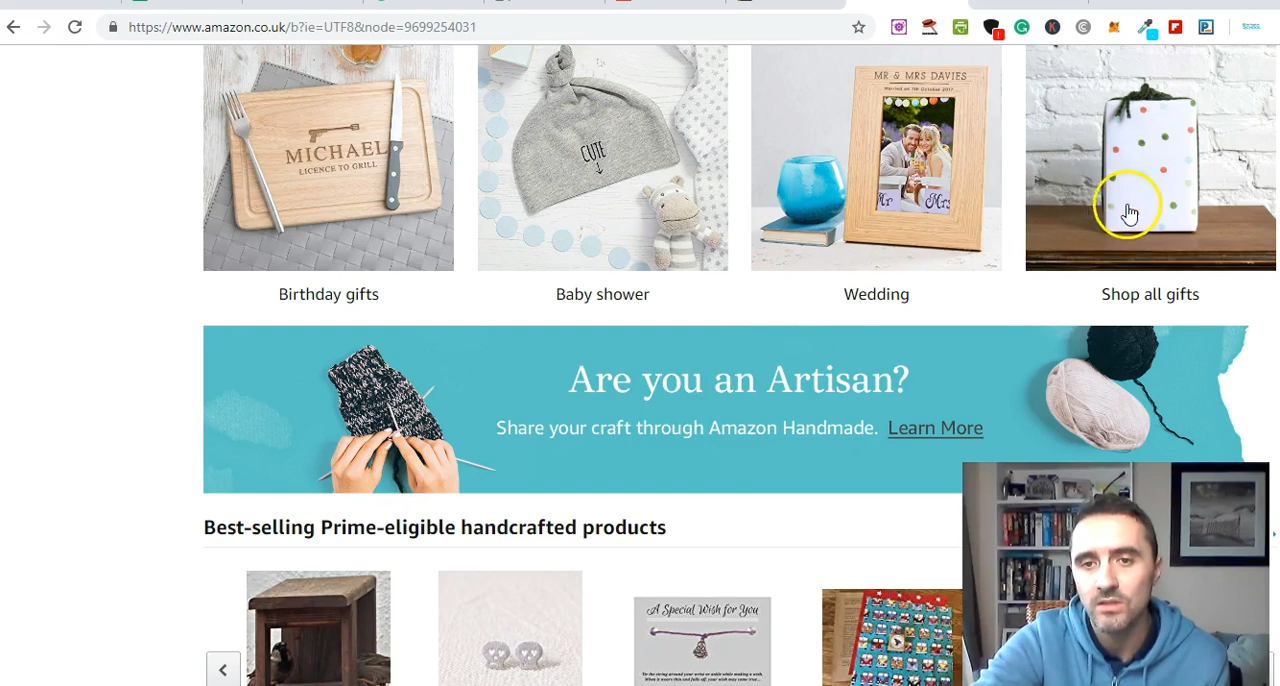 https://www.amazon.co.uk/b?ie=UTF8&node=9699254031
MICHAEL
LICENCE TO GRILL
CUTE
MR & MRS DAVIES
Married on 7th October 2017
Mr
Mrs
Birthday gifts
Baby shower
Wedding
Shop all gifts
Are you an Artisan?
Share your craft through Amazon Handmade. Learn More
Best-selling Prime-eligible handcrafted products
A Special Wish for You